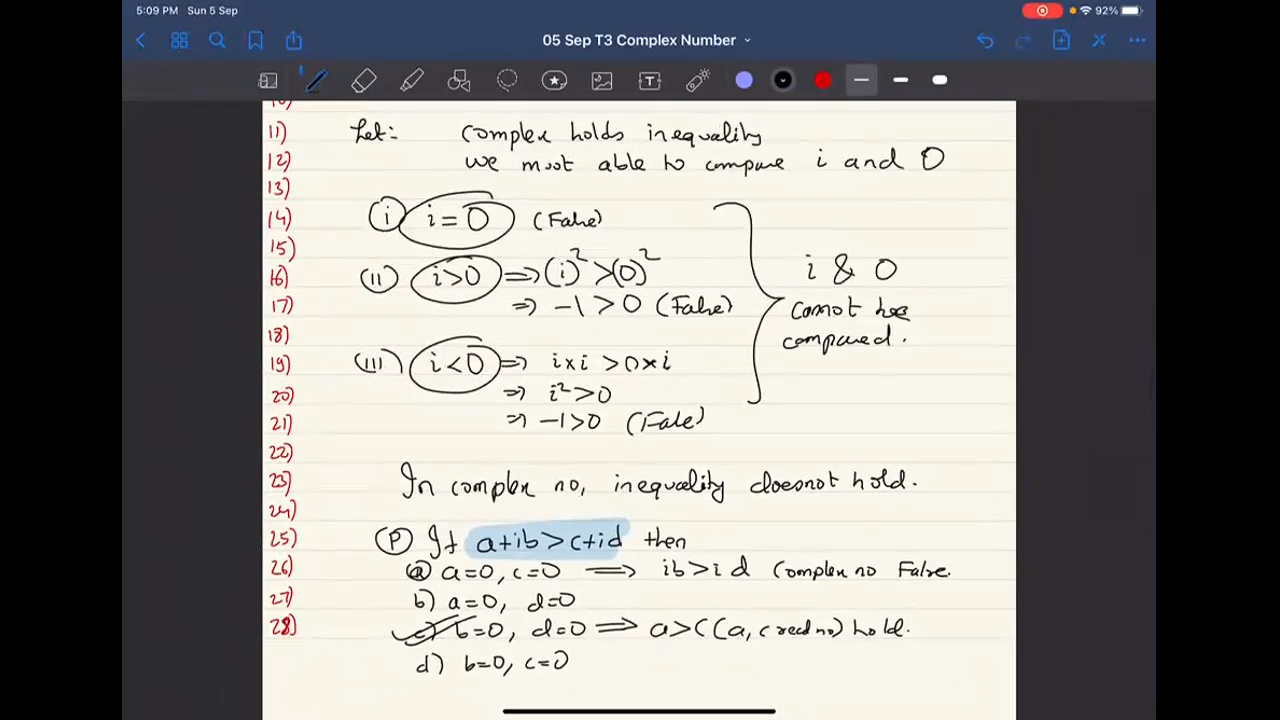 5:09 PM Sun 5 Sep 92%
05 Sep T3 Complex Number
10)
11) Let:- Complex holds inequality
12) we most able to compare i and 0
13)
14) (i) i = 0 (False)
15)
16) (ii) i>0 ⇒ (i)² > (0)²
17) ⇒ -1 > 0 (False)
18)
19) (iii) i<0 ⇒ i×i > 0×i
20) ⇒ i² > 0
21) ⇒ -1>0 (Fale)
i & 0
cannot be
compared.
22)
23) In complex no, inequality doesnot hold.
24)
25) (P) If a+ib > c+id then
26) (a) a=0, c=0 ⇒ ib > i d Complex no False.
27) b) a=0, d=0
28) c) b=0, d=0 ⇒ a>c (a, c real no) hold.
d) b=0, c=0